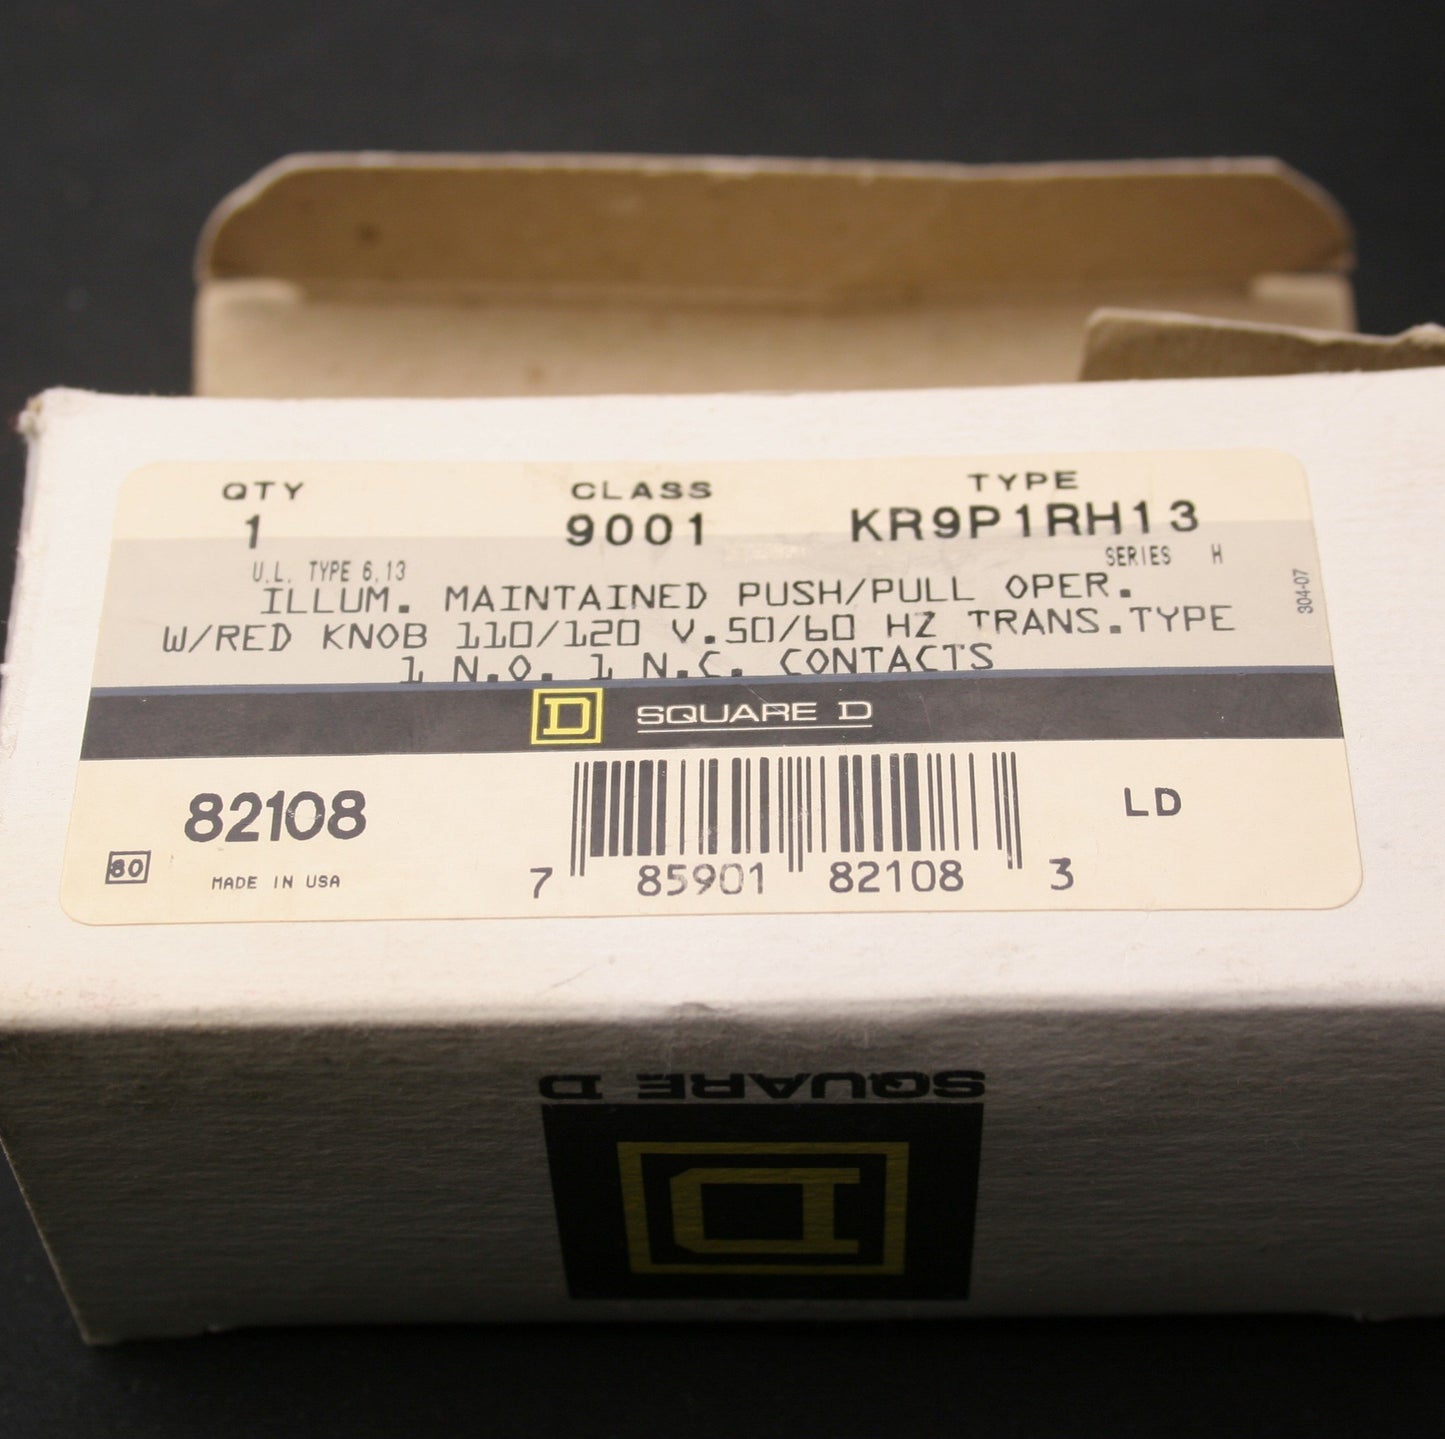 QTY CLASS TYPE
1 9001 KR9P1RH13
U.L. TYPE 6,13 SERIES H
ILLUM. MAINTAINED PUSH/PULL OPER.
W/RED KNOB 110/120 V.50/60 HZ TRANS.TYPE
1 N.O. 1 N.C. CONTACTS
304-07
D SQUARE D
82108 LD
80 MADE IN USA
7 85901 82108 3
SQUARE D
D